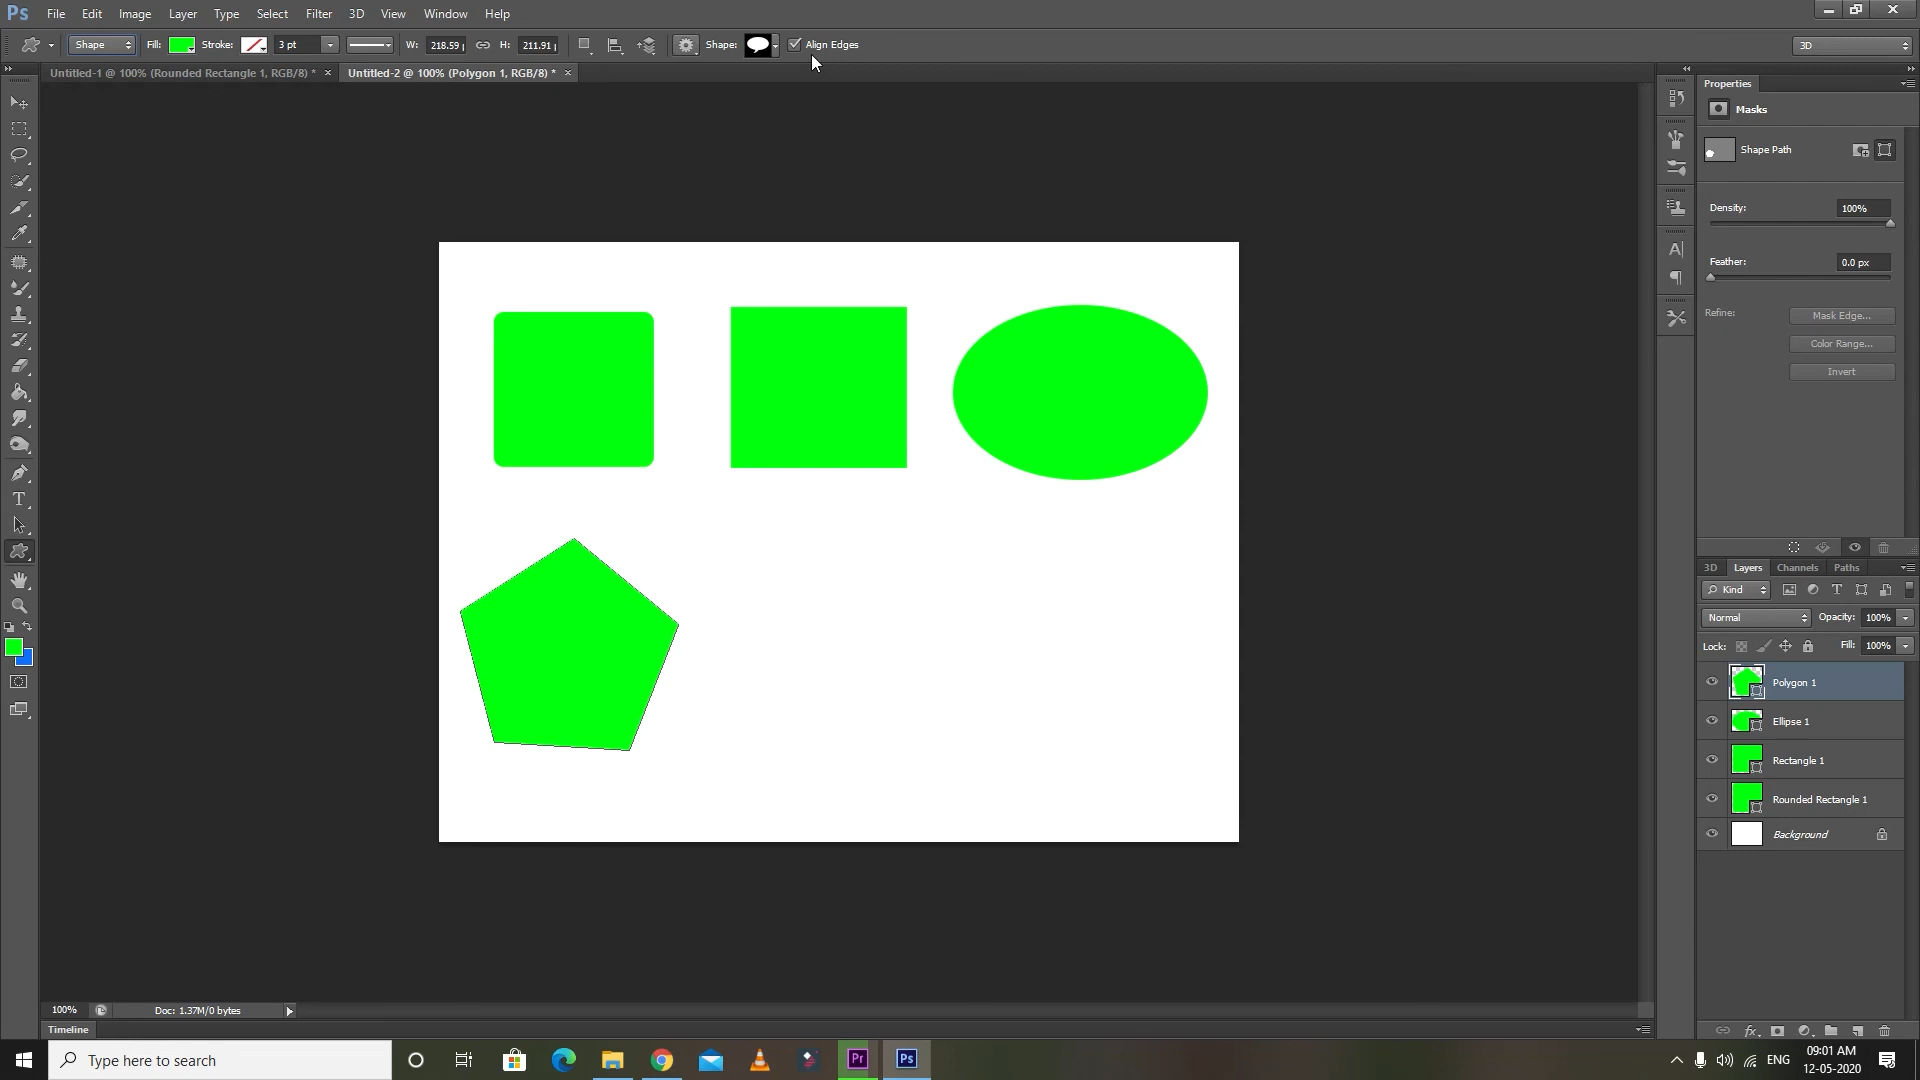 Ps File Edit Image Layer Type Select Filter 3D View Window Help
Shape Fill: Stroke: 3 pt W: 218.59 H: 211.91 Shape: Align Edges 3D
Untitled-1 @ 100% (Rounded Rectangle 1, RGB/8) * × Untitled-2 @ 100% (Polygon 1, RGB/8) * ×
Properties
Masks
Shape Path
Density: 100%
Feather: 0.0 px
Refine: Mask Edge...
Color Range...
Invert
3D Layers Channels Paths
Kind T
Normal Opacity: 100%
Lock: Fill: 100%
Polygon 1
Ellipse 1
Rectangle 1
Rounded Rectangle 1
Background
fx
T
A
100% Doc: 1.37M/0 bytes
Timeline
Type here to search
Pr Ps
ENG
09:01 AM
12-05-2020